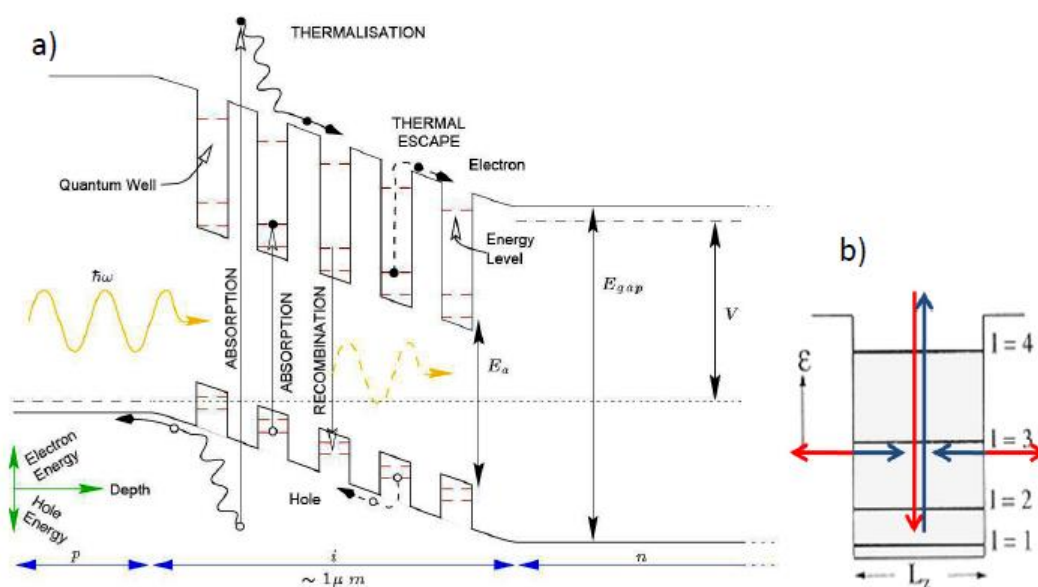 a)
THERMALISATION
THERMAL
ESCAPE
Electron
Quantum Well
Energy
Level
ħω
ABSORPTION
ABSORPTION
RECOMBINATION
E_a
E_gap
V
Electron
Energy
Depth
Hole
Energy
Hole
p
i
n
~ 1μ m
b)
ε
l = 4
l = 3
l = 2
l = 1
L_z